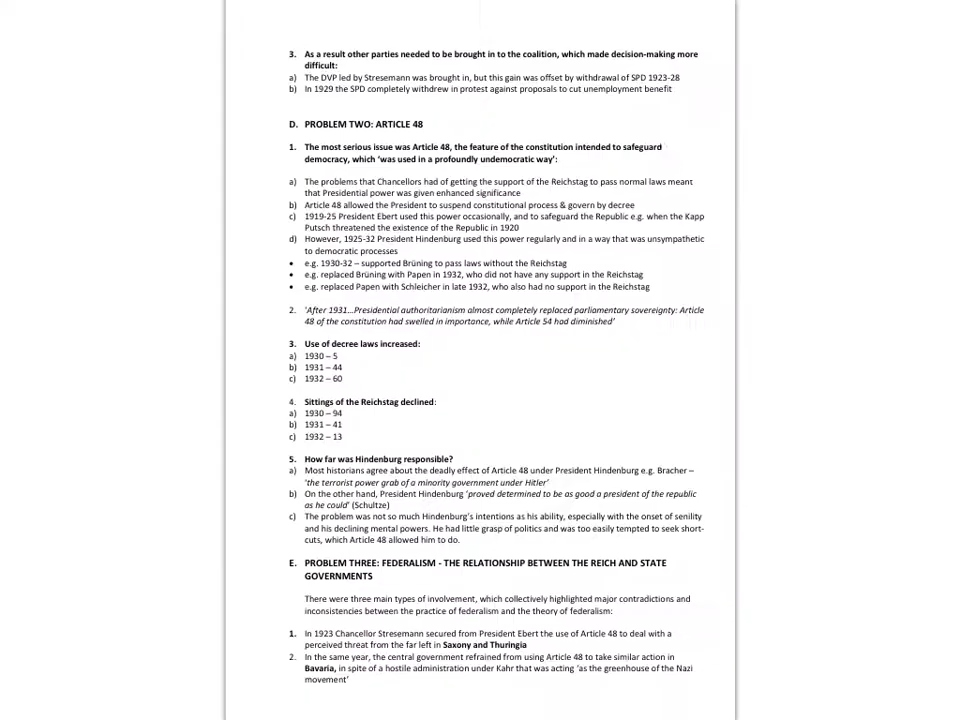 3. As a result other parties needed to be brought in to the coalition, which made decision-making more
difficult:
a) The DVP led by Stresemann was brought in, but this gain was offset by withdrawal of SPD 1923-28
b) In 1929 the SPD completely withdrew in protest against proposals to cut unemployment benefit
D. PROBLEM TWO: ARTICLE 48
1. The most serious issue was Article 48, the feature of the constitution intended to safeguard
democracy, which ‘was used in a profoundly undemocratic way’:
a) The problems that Chancellors had of getting the support of the Reichstag to pass normal laws meant
that Presidential power was given enhanced significance
b) Article 48 allowed the President to suspend constitutional process & govern by decree
c) 1919-25 President Ebert used this power occasionally, and to safeguard the Republic e.g. when the Kapp
Putsch threatened the existence of the Republic in 1920
d) However, 1925-32 President Hindenburg used this power regularly and in a way that was unsympathetic
to democratic processes
• e.g. 1930-32 – supported Brüning to pass laws without the Reichstag
• e.g. replaced Brüning with Papen in 1932, who did not have any support in the Reichstag
• e.g. replaced Papen with Schleicher in late 1932, who also had no support in the Reichstag
2. ‘After 1931…Presidential authoritarianism almost completely replaced parliamentary sovereignty: Article
48 of the constitution had swelled in importance, while Article 54 had diminished’
3. Use of decree laws increased:
a) 1930 – 5
b) 1931 – 44
c) 1932 – 60
4. Sittings of the Reichstag declined:
a) 1930 – 94
b) 1931 – 41
c) 1932 – 13
5. How far was Hindenburg responsible?
a) Most historians agree about the deadly effect of Article 48 under President Hindenburg e.g. Bracher –
‘the terrorist power grab of a minority government under Hitler’
b) On the other hand, President Hindenburg ‘proved determined to be as good a president of the republic
as he could’ (Schultze)
c) The problem was not so much Hindenburg’s intentions as his ability, especially with the onset of senility
and his declining mental powers. He had little grasp of politics and was too easily tempted to seek short-
cuts, which Article 48 allowed him to do.
E. PROBLEM THREE: FEDERALISM - THE RELATIONSHIP BETWEEN THE REICH AND STATE
GOVERNMENTS
There were three main types of involvement, which collectively highlighted major contradictions and
inconsistencies between the practice of federalism and the theory of federalism:
1. In 1923 Chancellor Stresemann secured from President Ebert the use of Article 48 to deal with a
perceived threat from the far left in Saxony and Thuringia
2. In the same year, the central government refrained from using Article 48 to take similar action in
Bavaria, in spite of a hostile administration under Kahr that was acting ‘as the greenhouse of the Nazi
movement’